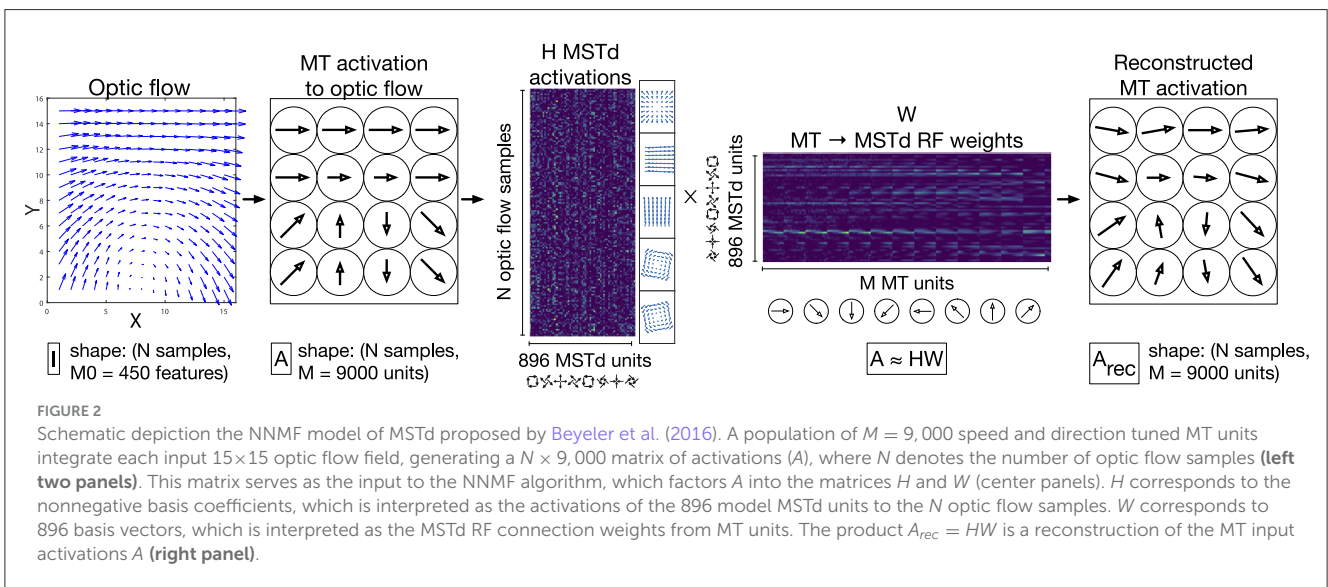 Optic flow
16
14
12
10
8
6
4
2
0
Y
0
5
10
15
X
I
shape: (N samples,
M0 = 450 features)
MT activation
to optic flow
A
shape: (N samples,
M = 9000 units)
H MSTd
activations
N optic flow samples
896 MSTd units
X
W
MT → MSTd RF weights
896 MSTd units
M MT units
A ≈ HW
Reconstructed
MT activation
Arec
shape: (N samples,
M = 9000 units)
FIGURE 2
Schematic depiction the NNMF model of MSTd proposed by Beyeler et al. (2016). A population of M = 9, 000 speed and direction tuned MT units
integrate each input 15×15 optic flow field, generating a N × 9, 000 matrix of activations (A), where N denotes the number of optic flow samples (left
two panels). This matrix serves as the input to the NNMF algorithm, which factors A into the matrices H and W (center panels). H corresponds to the
nonnegative basis coefficients, which is interpreted as the activations of the 896 model MSTd units to the N optic flow samples. W corresponds to
896 basis vectors, which is interpreted as the MSTd RF connection weights from MT units. The product Arec = HW is a reconstruction of the MT input
activations A (right panel).